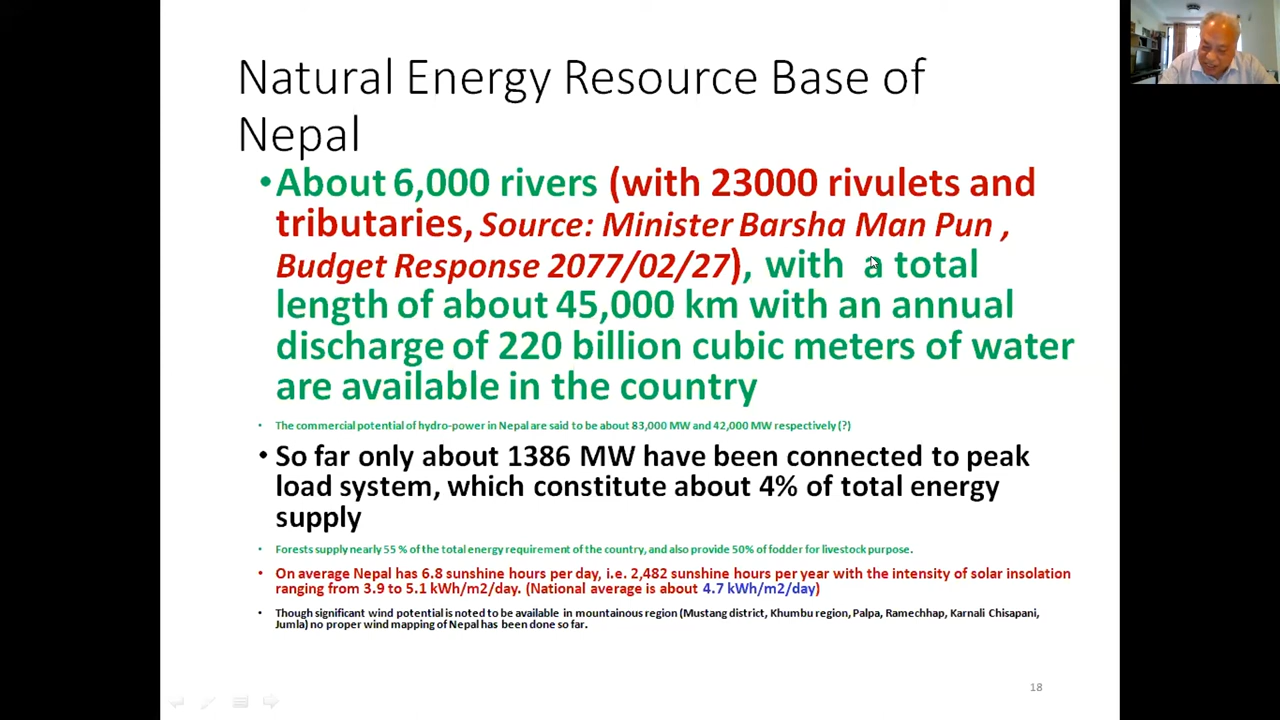 Natural Energy Resource Base of
Nepal
•About 6,000 rivers (with 23000 rivulets and
tributaries, Source: Minister Barsha Man Pun ,
Budget Response 2077/02/27), with a total
length of about 45,000 km with an annual
discharge of 220 billion cubic meters of water
are available in the country
• The commercial potential of hydro-power in Nepal are said to be about 83,000 MW and 42,000 MW respectively (?)
• So far only about 1386 MW have been connected to peak
load system, which constitute about 4% of total energy
supply
• Forests supply nearly 55 % of the total energy requirement of the country, and also provide 50% of fodder for livestock purpose.
• On average Nepal has 6.8 sunshine hours per day, i.e. 2,482 sunshine hours per year with the intensity of solar insolation
ranging from 3.9 to 5.1 kWh/m2/day. (National average is about 4.7 kWh/m2/day)
• Though significant wind potential is noted to be available in mountainous region (Mustang district, Khumbu region, Palpa, Ramechhap, Karnali Chisapani,
Jumla) no proper wind mapping of Nepal has been done so far.
18